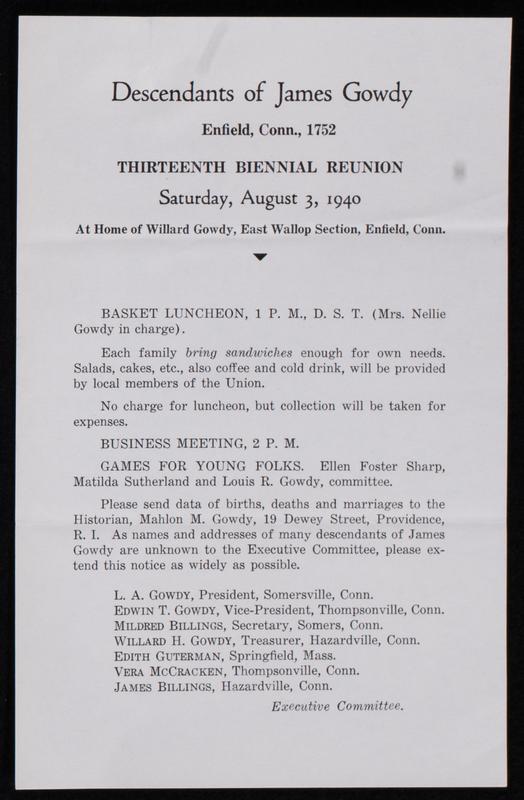 Descendants of James Gowdy
Enfield, Conn., 1752
THIRTEENTH BIENNIAL REUNION
Saturday, August 3, 1940
At Home of Willard Gowdy, East Wallop Section, Enfield, Conn.
BASKET LUNCHEON, 1 P. M., D. S. T. (Mrs. Nellie
Gowdy in charge).
Each family bring sandwiches enough for own needs.
Salads, cakes, etc., also coffee and cold drink, will be provided
by local members of the Union.
No charge for luncheon, but collection will be taken for
expenses.
BUSINESS MEETING, 2 P. M.
GAMES FOR YOUNG FOLKS. Ellen Foster Sharp,
Matilda Sutherland and Louis R. Gowdy, committee.
Please send data of births, deaths and marriages to the
Historian, Mahlon M. Gowdy, 19 Dewey Street, Providence,
R. I. As names and addresses of many descendants of James
Gowdy are unknown to the Executive Committee, please ex-
tend this notice as widely as possible.
L. A. GOWDY, President, Somersville, Conn.
EDWIN T. GOWDY, Vice-President, Thompsonville, Conn.
MILDRED BILLINGS, Secretary, Somers, Conn.
WILLARD H. GOWDY, Treasurer, Hazardville, Conn.
EDITH GUTERMAN, Springfield, Mass.
VERA MCCRACKEN, Thompsonville, Conn.
JAMES BILLINGS, Hazardville, Conn.
Executive Committee.